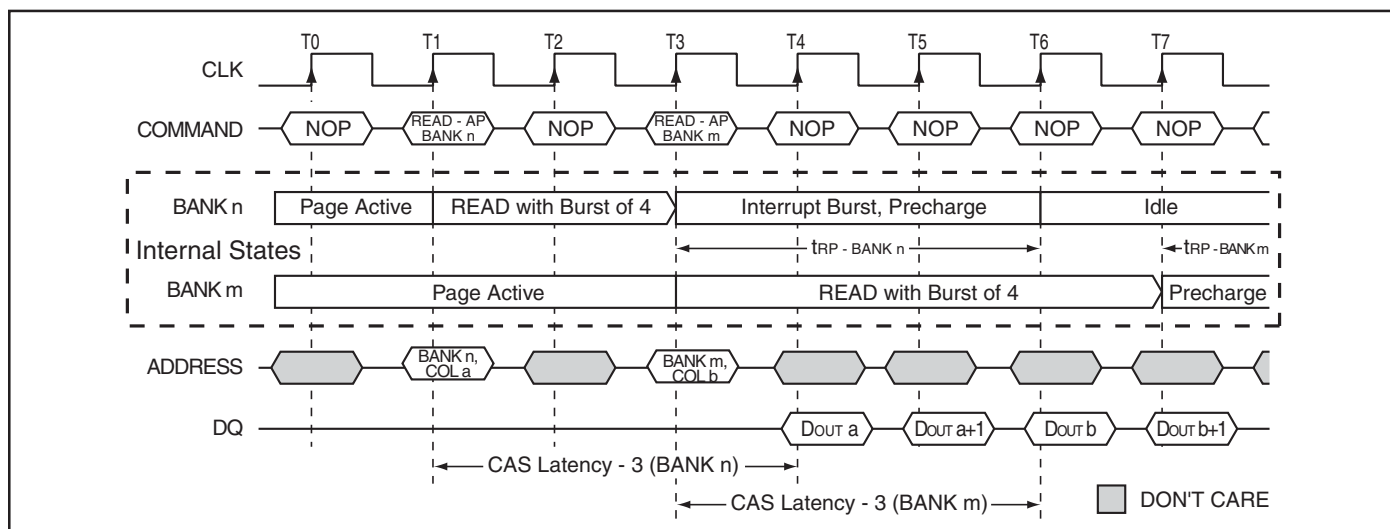 T0 T1 T2 T3 T4 T5 T6 T7
CLK
COMMAND NOP READ - AP BANK n NOP READ - AP BANK m NOP NOP NOP NOP
BANK n Page Active READ with Burst of 4 Interrupt Burst, Precharge Idle
Internal States tRP - BANK n tRP - BANK m
BANK m Page Active READ with Burst of 4 Precharge
ADDRESS BANK n, COL a BANK m, COL b
DQ DOUT a DOUT a+1 DOUT b DOUT b+1
CAS Latency - 3 (BANK n)
CAS Latency - 3 (BANK m) DON'T CARE